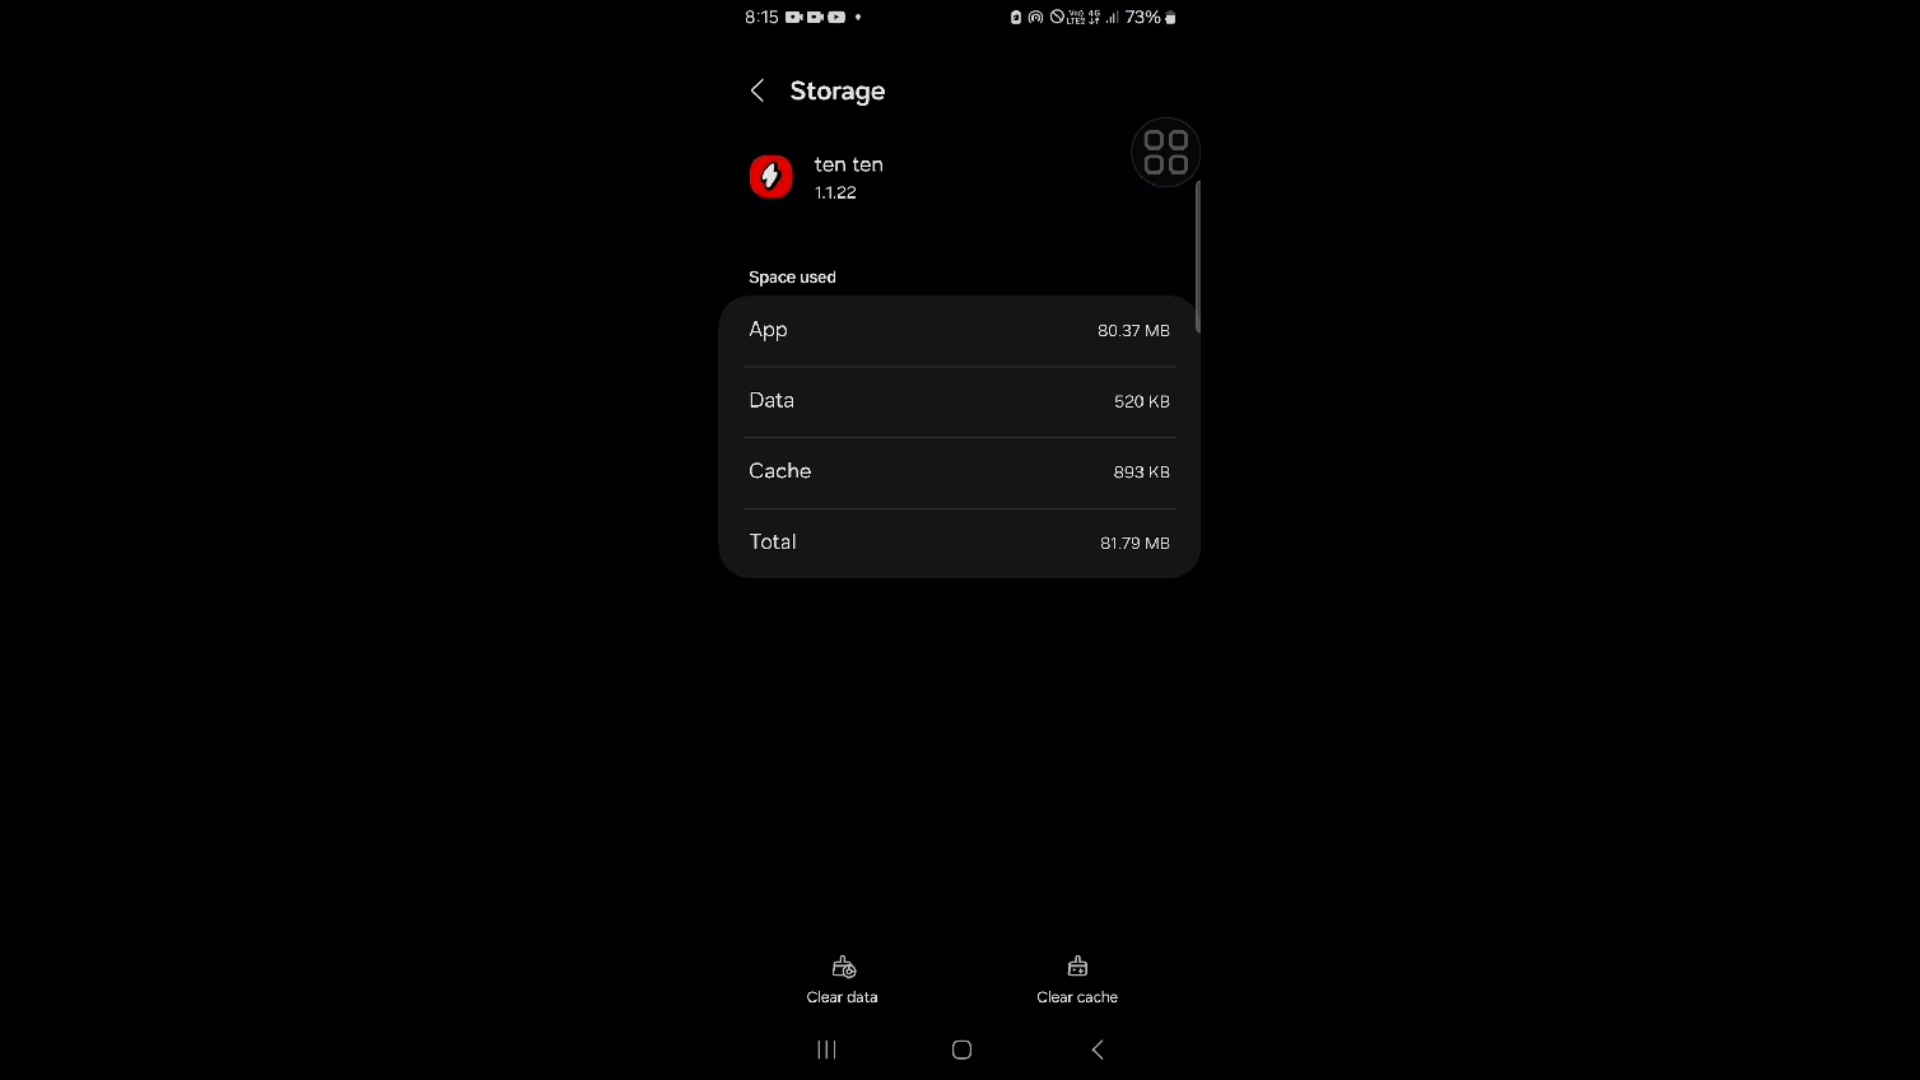 8:15 73%
Storage
ten ten
1.1.22
Space used
App 80.37 MB
Data 520 KB
Cache 893 KB
Total 81.79 MB
Clear data Clear cache